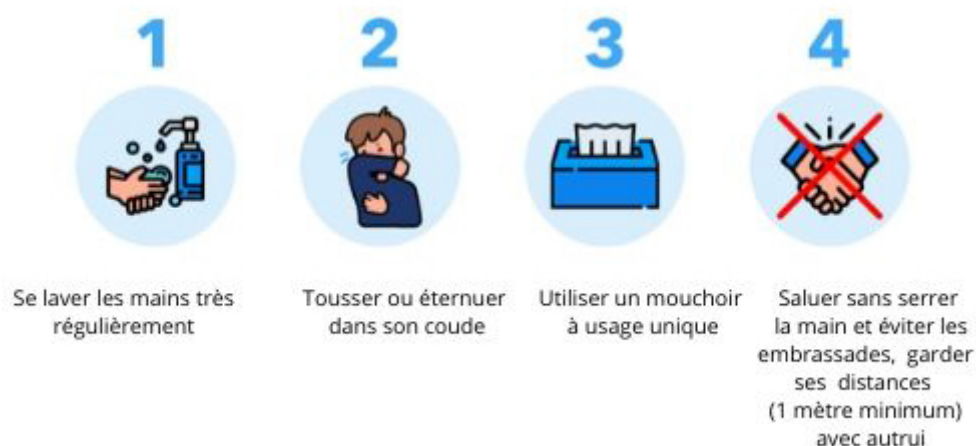 1
2
3
4
Se laver les mains très
régulièrement
Tousser ou éternuer
dans son coude
Utiliser un mouchoir
à usage unique
Saluer sans serrer
la main et éviter les
embrassades, garder
ses distances
(1 mètre minimum)
avec autrui